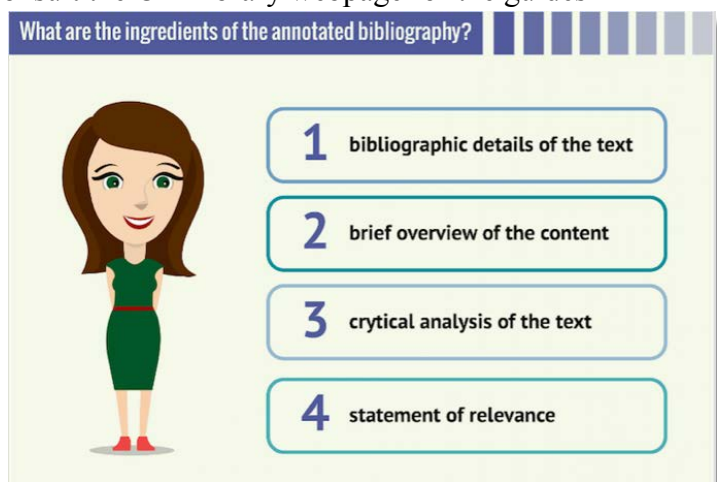 What are the ingredients of the annotated bibliography?
1 bibliographic details of the text
2 brief overview of the content
3 crytical analysis of the text
4 statement of relevance